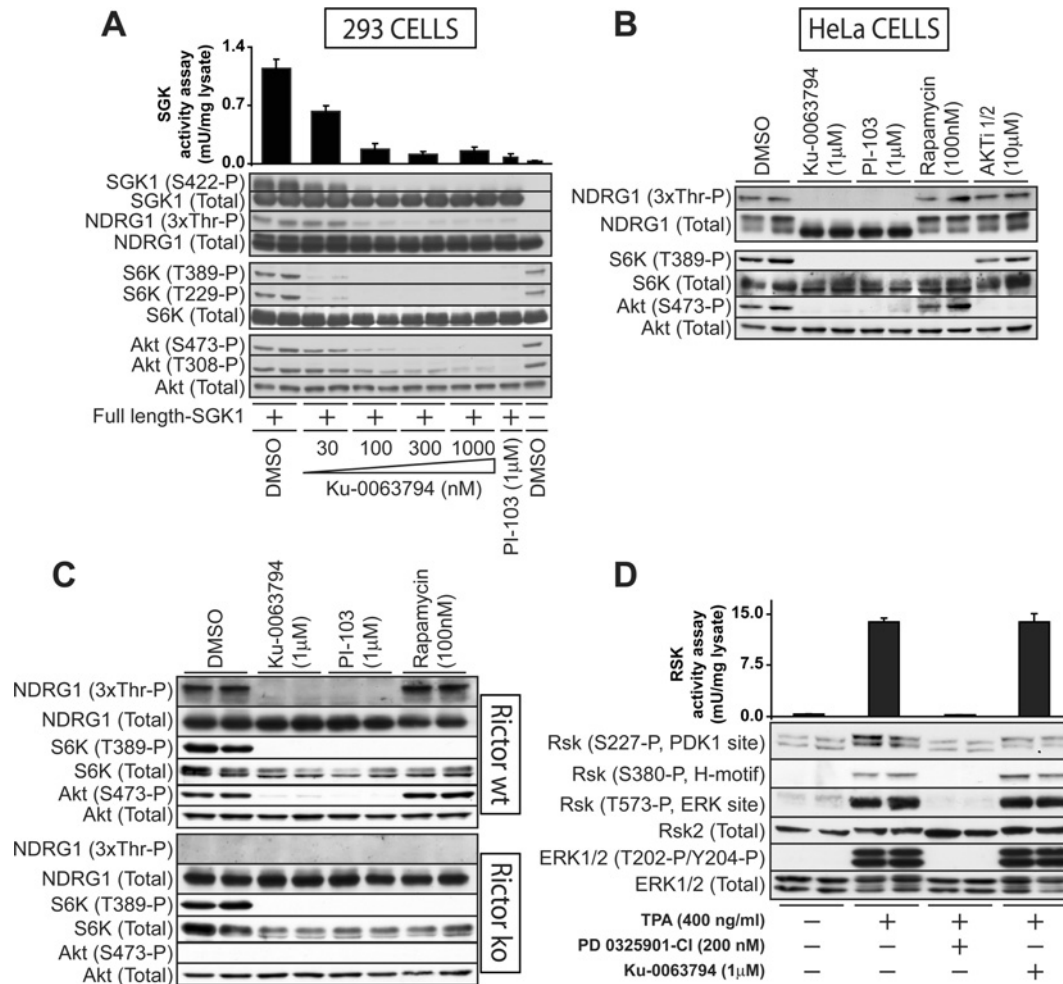 A
293 CELLS
SGK
activity assay
(mU/mg lysate)
1.4
0.7
0.0
SGK1 (S422-P)
SGK1 (Total)
NDRG1 (3xThr-P)
NDRG1 (Total)
S6K (T389-P)
S6K (T229-P)
S6K (Total)
Akt (S473-P)
Akt (T308-P)
Akt (Total)
Full length-SGK1 + + + + + + –
DMSO 30 100 300 1000 PI-103 (1μM) DMSO
Ku-0063794 (nM)
B
HeLa CELLS
DMSO
Ku-0063794
(1μM)
PI-103
(1μM)
Rapamycin
(100nM)
AKTi 1/2
(10μM)
NDRG1 (3xThr-P)
NDRG1 (Total)
S6K (T389-P)
S6K (Total)
Akt (S473-P)
Akt (Total)
C
DMSO
Ku-0063794
(1μM)
PI-103
(1μM)
Rapamycin
(100nM)
NDRG1 (3xThr-P)
NDRG1 (Total)
S6K (T389-P)
S6K (Total)
Akt (S473-P)
Akt (Total)
Rictor wt
NDRG1 (3xThr-P)
NDRG1 (Total)
S6K (T389-P)
S6K (Total)
Akt (S473-P)
Akt (Total)
Rictor ko
D
RSK
activity assay
(mU/mg lysate)
15.0
7.5
0.0
Rsk (S227-P, PDK1 site)
Rsk (S380-P, H-motif)
Rsk (T573-P, ERK site)
Rsk2 (Total)
ERK1/2 (T202-P/Y204-P)
ERK1/2 (Total)
TPA (400 ng/ml) – + + +
PD 0325901-Cl (200 nM) – – + –
Ku-0063794 (1μM) – – – +